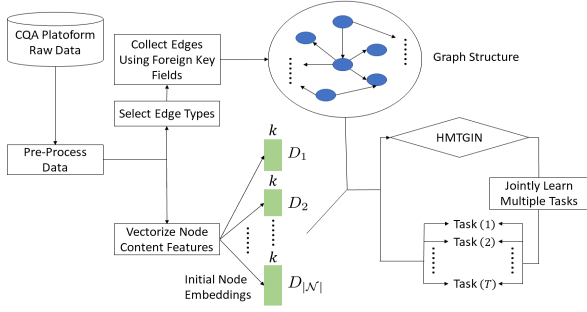 CQA Platoform
Raw Data
Collect Edges
Using Foreign Key
Fields
Graph Structure
Select Edge Types
HMTGIN
Pre-Process
Data
k
D₁
Jointly Learn
Multiple Tasks
k
D₂
Vectorize Node
Content Features
Task (1)
Task (2)
k
Initial Node
Embeddings
D|𝒩|
Task (T)